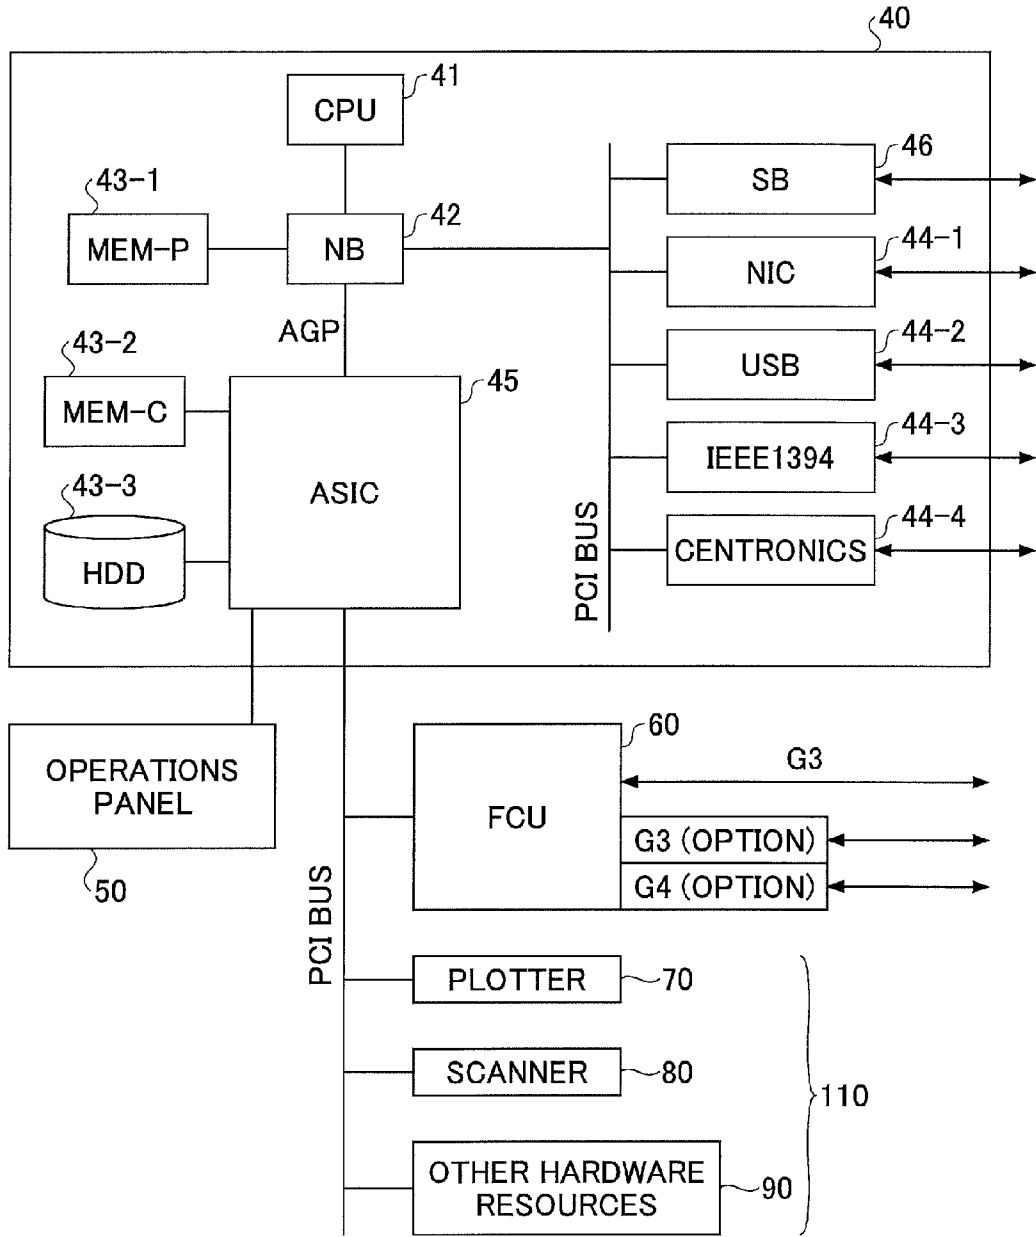 40
41
CPU
46
SB
43-1
42
MEM-P
NB
44-1
NIC
AGP
43-2
44-2
USB
45
MEM-C
44-3
IEEE1394
43-3
ASIC
44-4
PCI BUS
CENTRONICS
HDD
60
G3
OPERATIONS
PANEL
FCU
G3 (OPTION)
G4 (OPTION)
50
PCI BUS
PLOTTER
70
SCANNER
80
110
OTHER HARDWARE
RESOURCES
90